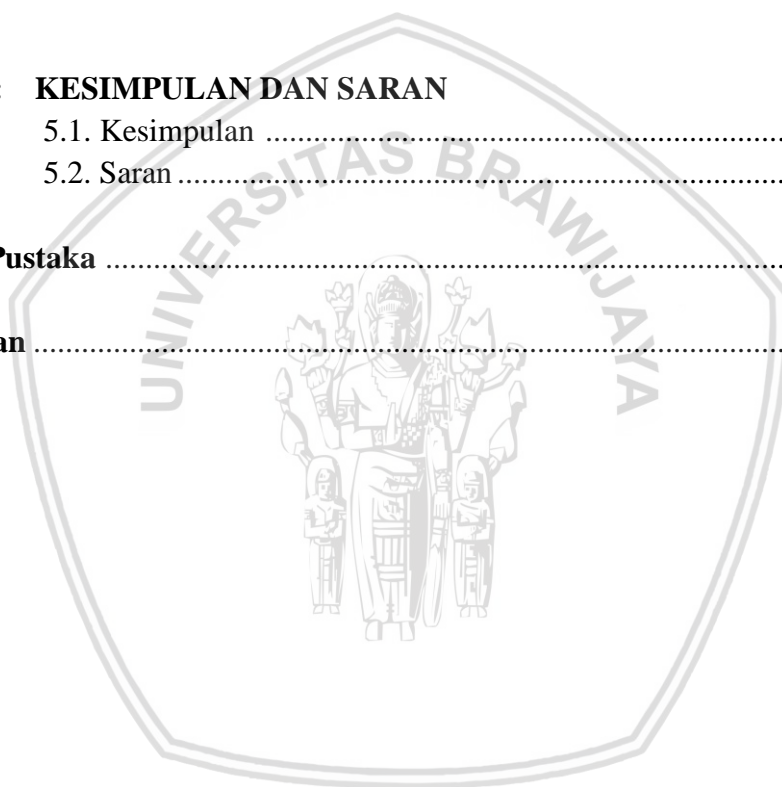 : KESIMPULAN DAN SARAN
5.1. Kesimpulan ................................................................
5.2. Saran ...........................................................................
Pustaka .....................................................................................
an ..............................................................................................
UNIVERSITAS BRAWIJAYA